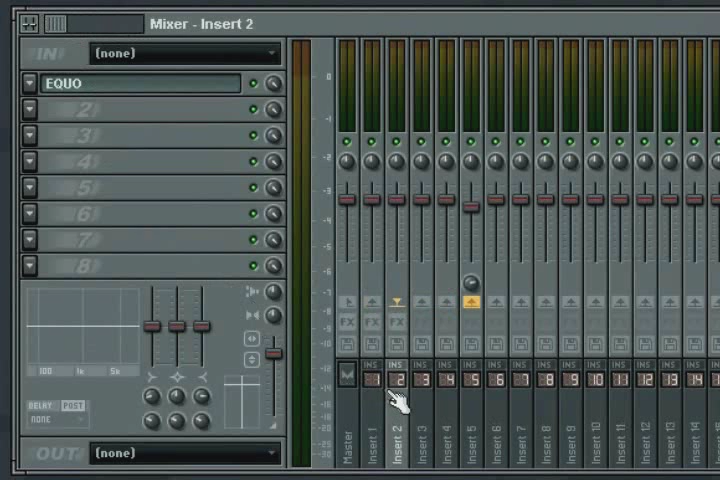 Mixer - Insert 2
IN (none)
EQUO
2
3
4
5
6
7
8
100 1k 5k
DELAY POST
NONE
OUT (none)
0
-1
-2
-3
-4
-5
-6
-7
-8
-10
-12
-14
-20
-30
FX FX FX
INS INS INS INS INS INS INS INS INS INS INS INS INS INS
1 2 3 4 5 6 7 8 9 10 11 12 13 14
Master
Insert 1
Insert 2
Insert 3
Insert 4
Insert 5
Insert 6
Insert 7
Insert 8
Insert 9
Insert 10
Insert 11
Insert 12
Insert 13
Insert 14